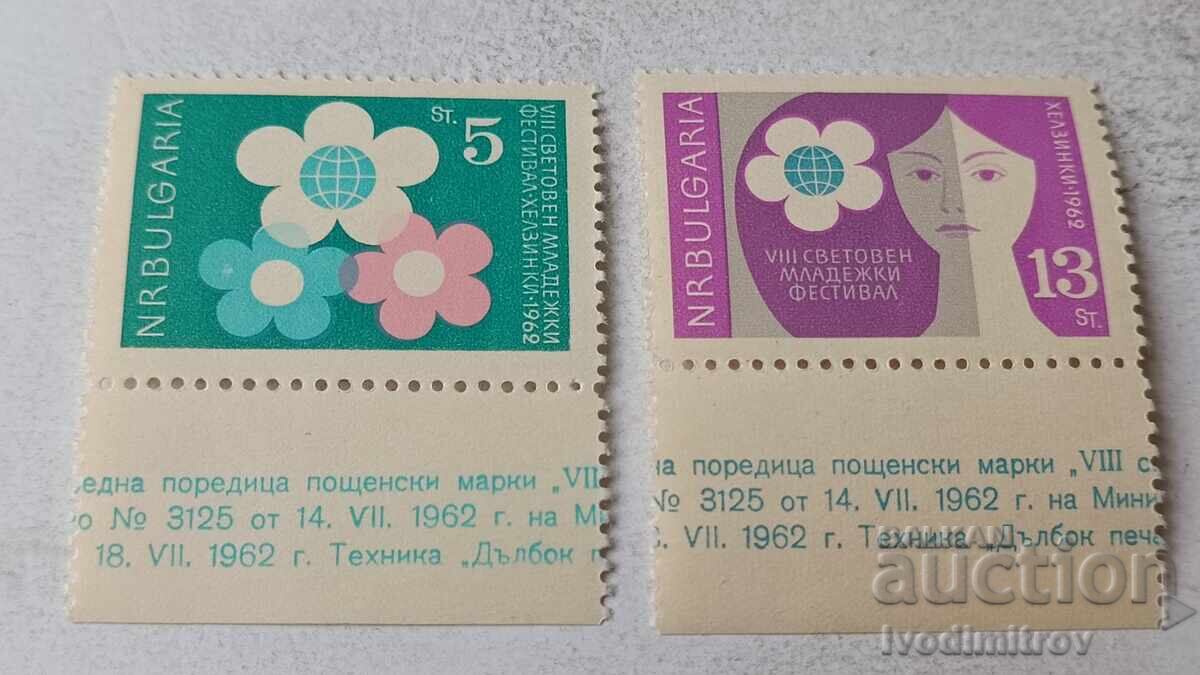 NRBULGARIA
ST. 5
VIII СВЕТОВЕН МЛАДЕЖКИ
ФЕСТИВАЛ·ХЕЛЗИНКИ·1962
една поредица пощенски марки „VII
№ 3125 от 14. VII. 1962 г. на Ми
18. VII. 1962 г. Техника „Дълбок п
NRBULGARIA
VIII СВЕТОВЕН
МЛАДЕЖКИ
ФЕСТИВАЛ
ХЕЛЗИНКИ·1962
13
ST.
на поредица пощенски марки „VIII с
№ 3125 от 14. VII. 1962 г. на Мини
. VII. 1962 г. Техника „Дълбок печа
BALKAN
auction
Ivodimitrov